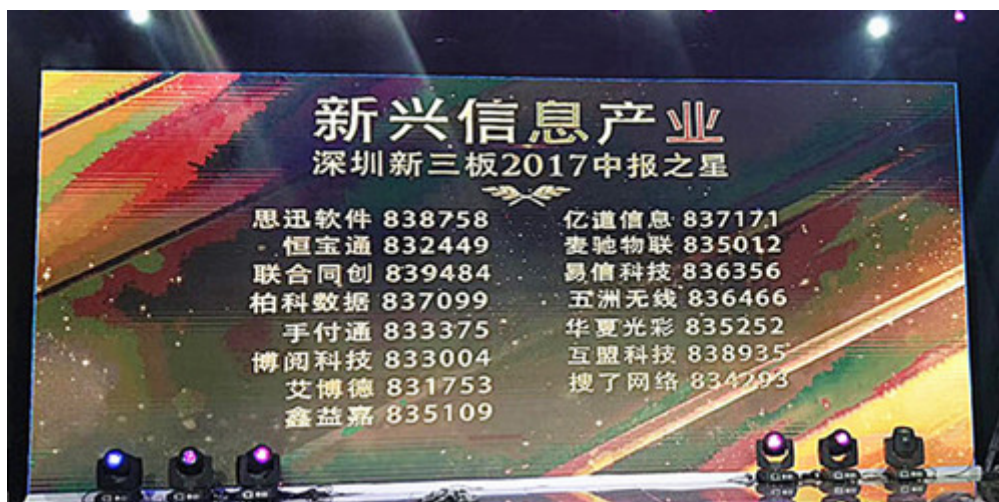 新兴信息产业
深圳新三板2017中报之星
思迅软件 838758
恒宝通 832449
联合同创 839484
柏科数据 837099
手付通 833375
博阅科技 833004
艾博德 831753
鑫益嘉 835109
亿道信息 837171
麦驰物联 835012
易信科技 836356
五洲无线 836466
华夏光彩 835252
互盟科技 838935
搜了网络 834293